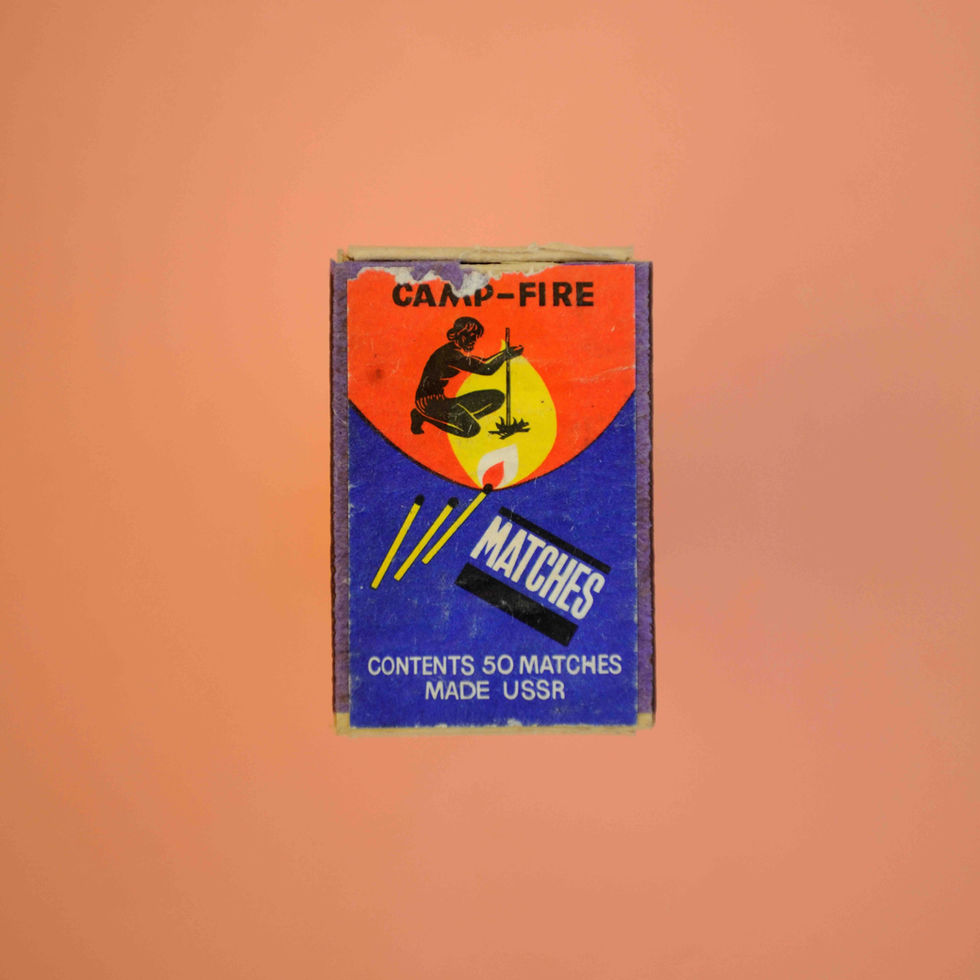 CAMP-FIRE
MATCHES
CONTENTS 50 MATCHES
MADE USSR